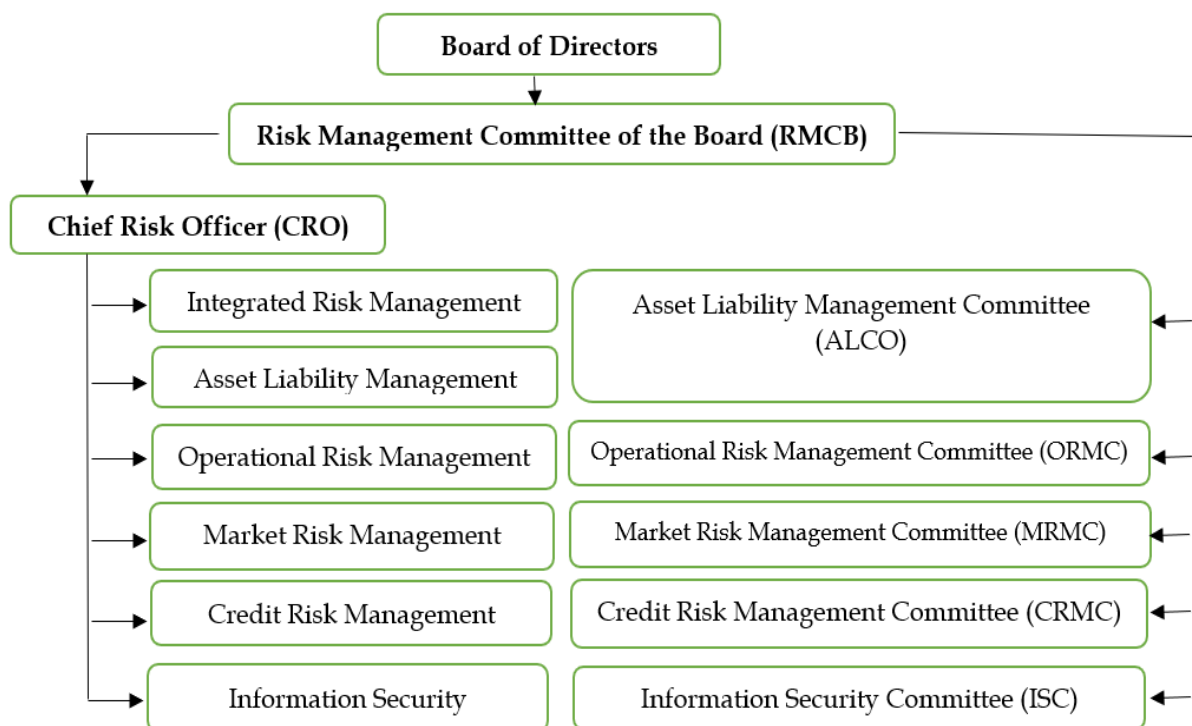 Board of Directors
Risk Management Committee of the Board (RMCB)
Chief Risk Officer (CRO)
Integrated Risk Management
Asset Liability Management Committee
(ALCO)
Asset Liability Management
Operational Risk Management
Operational Risk Management Committee (ORMC)
Market Risk Management
Market Risk Management Committee (MRMC)
Credit Risk Management
Credit Risk Management Committee (CRMC)
Information Security
Information Security Committee (ISC)